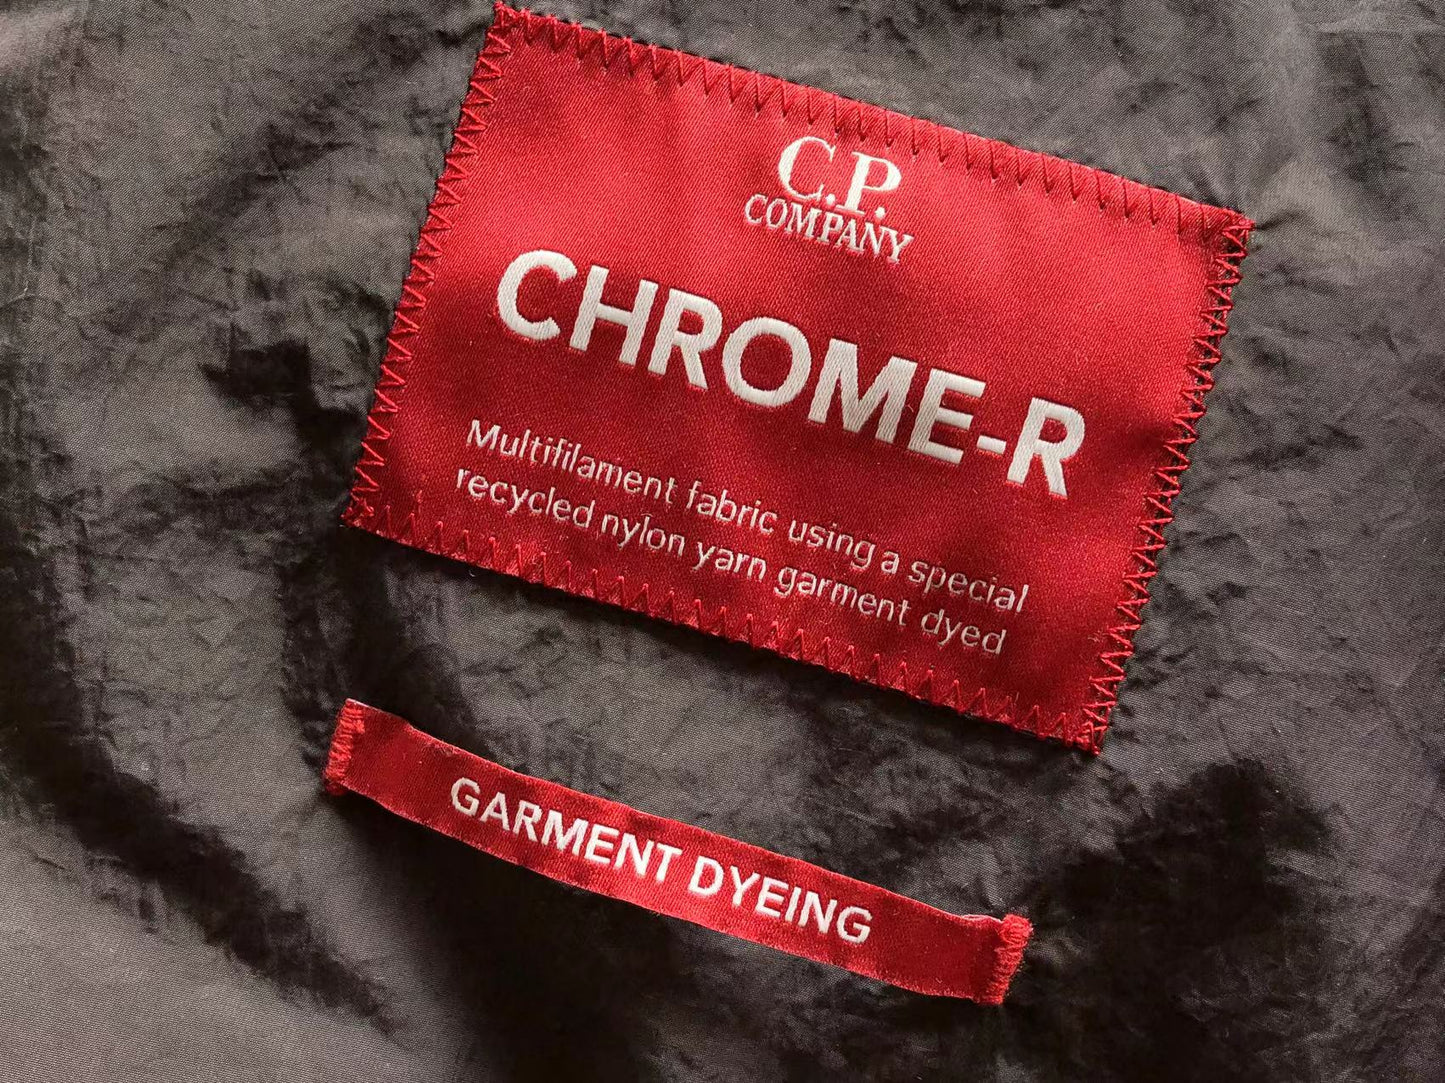 C.P.
COMPANY
CHROME-R
Multifilament fabric using a special
recycled nylon yarn garment dyed
GARMENT DYEING